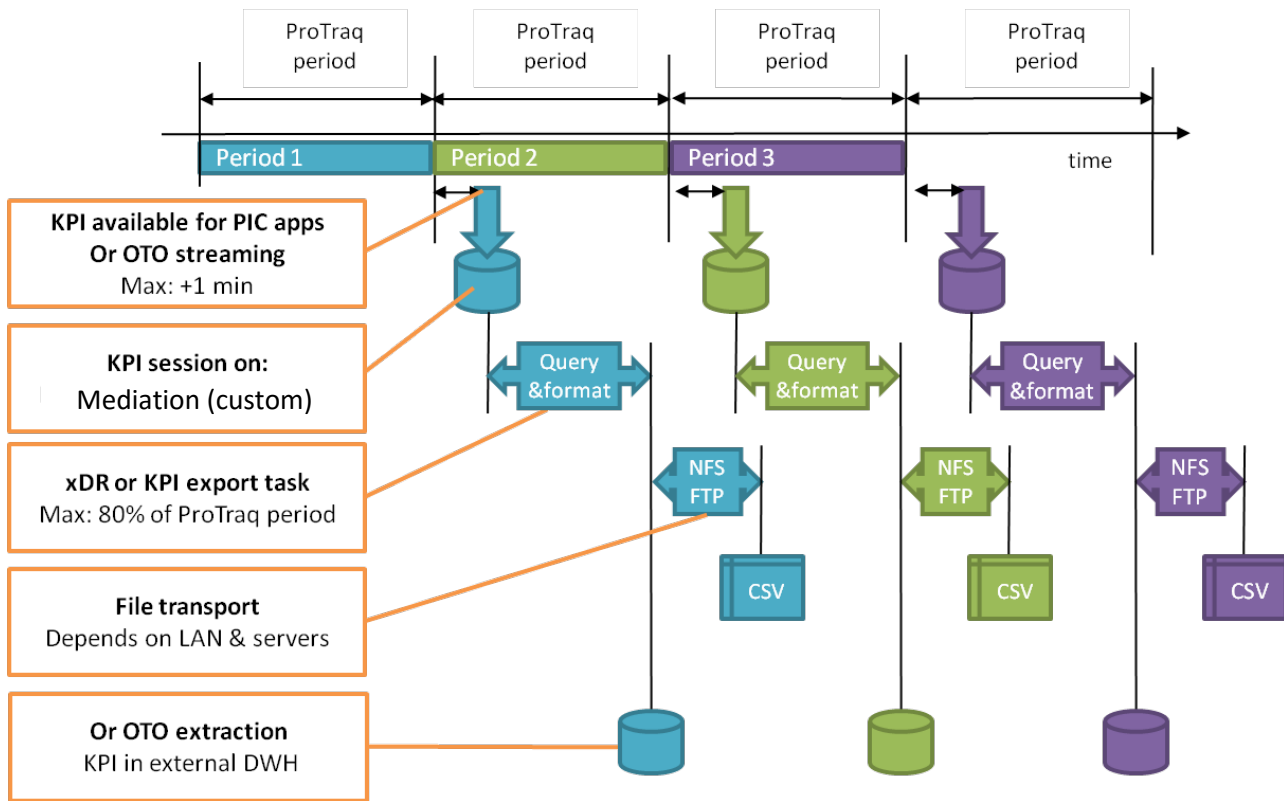 ProTraq
period
ProTraq
period
ProTraq
period
ProTraq
period
Period 1
Period 2
Period 3
time
KPI available for PIC apps
Or OTO streaming
Max: +1 min
KPI session on:
Mediation (custom)
Query
&format
Query
&format
Query
&format
xDR or KPI export task
Max: 80% of ProTraq period
NFS
FTP
NFS
FTP
NFS
FTP
File transport
Depends on LAN & servers
CSV
CSV
CSV
Or OTO extraction
KPI in external DWH